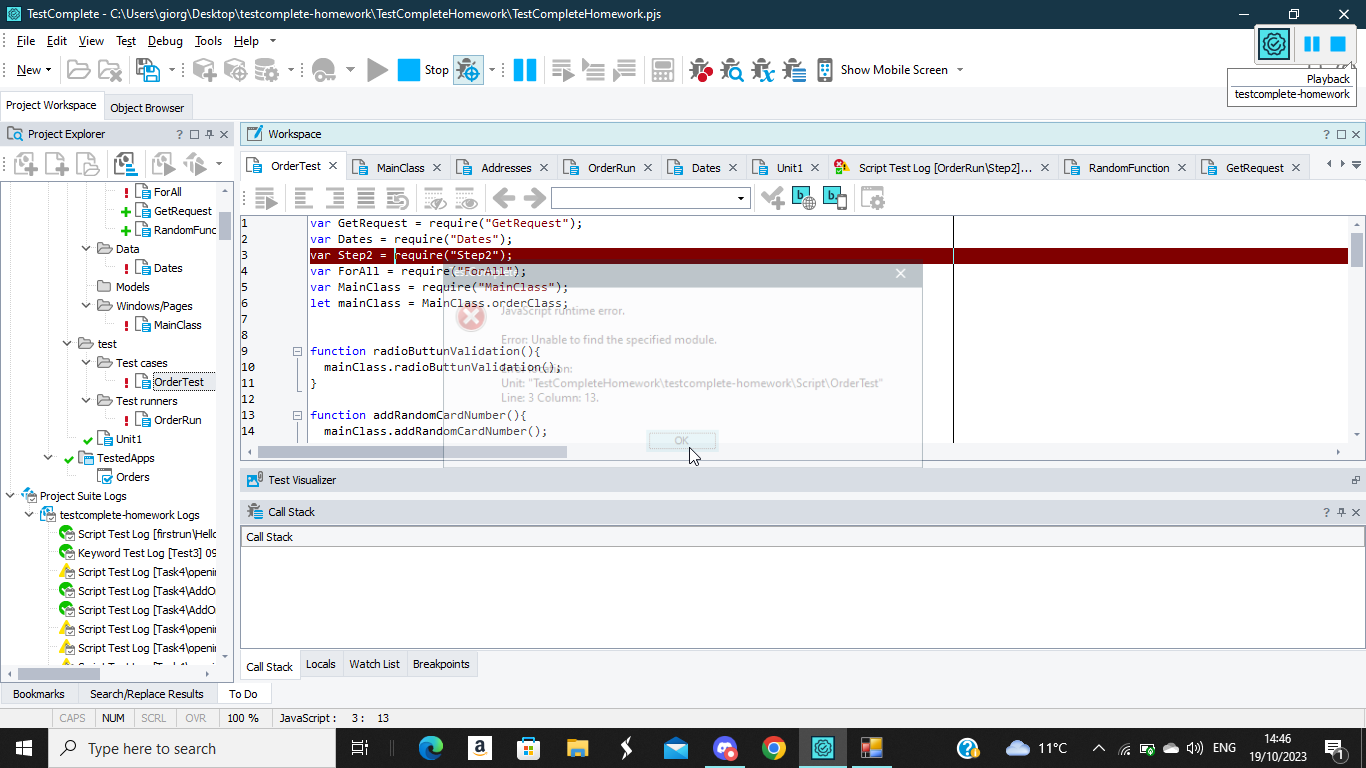 TestComplete - C:\Users\giorg\Desktop\testcomplete-homework\TestCompleteHomework\TestCompleteHomework.pjs
File Edit View Test Debug Tools Help
New Stop Show Mobile Screen
Playback
testcomplete-homework
Project Workspace Object Browser
Project Explorer ?
Workspace ?
OrderTest MainClass Addresses OrderRun Dates Unit1 Script Test Log [OrderRun\Step2]... RandomFunction GetRequest
ForAll
GetRequest
RandomFunc
Data
Dates
Models
Windows/Pages
MainClass
test
Test cases
OrderTest
Test runners
OrderRun
Unit1
TestedApps
Orders
Project Suite Logs
testcomplete-homework Logs
Script Test Log [firstrun\Hello
Keyword Test Log [Test3] 09
Script Test Log [Task4\openin
Script Test Log [Task4\AddO
Script Test Log [Task4\AddO
Script Test Log [Task4\openin
Script Test Log [Task4\openin
1 var GetRequest = require("GetRequest");
2 var Dates = require("Dates");
3 var Step2 = require("Step2");
4 var ForAll = require("ForAll");
5 var MainClass = require("MainClass");
6 let mainClass = MainClass.orderClass;
7
8
9 function radioButtunValidation(){
10 mainClass.radioButtunValidation();
11 }
12
13 function addRandomCardNumber(){
14 mainClass.addRandomCardNumber();
JavaScript runtime error.
Error: Unable to find the specified module.
Error location:
Unit: "TestCompleteHomework\testcomplete-homework\Script\OrderTest"
Line: 3 Column: 13.
OK
Test Visualizer
Call Stack ?
Call Stack
Call Stack Locals Watch List Breakpoints
Bookmarks Search/Replace Results To Do
CAPS NUM SCRL OVR 100 % JavaScript : 3 : 13
Type here to search
11°C ENG
14:46
19/10/2023
1